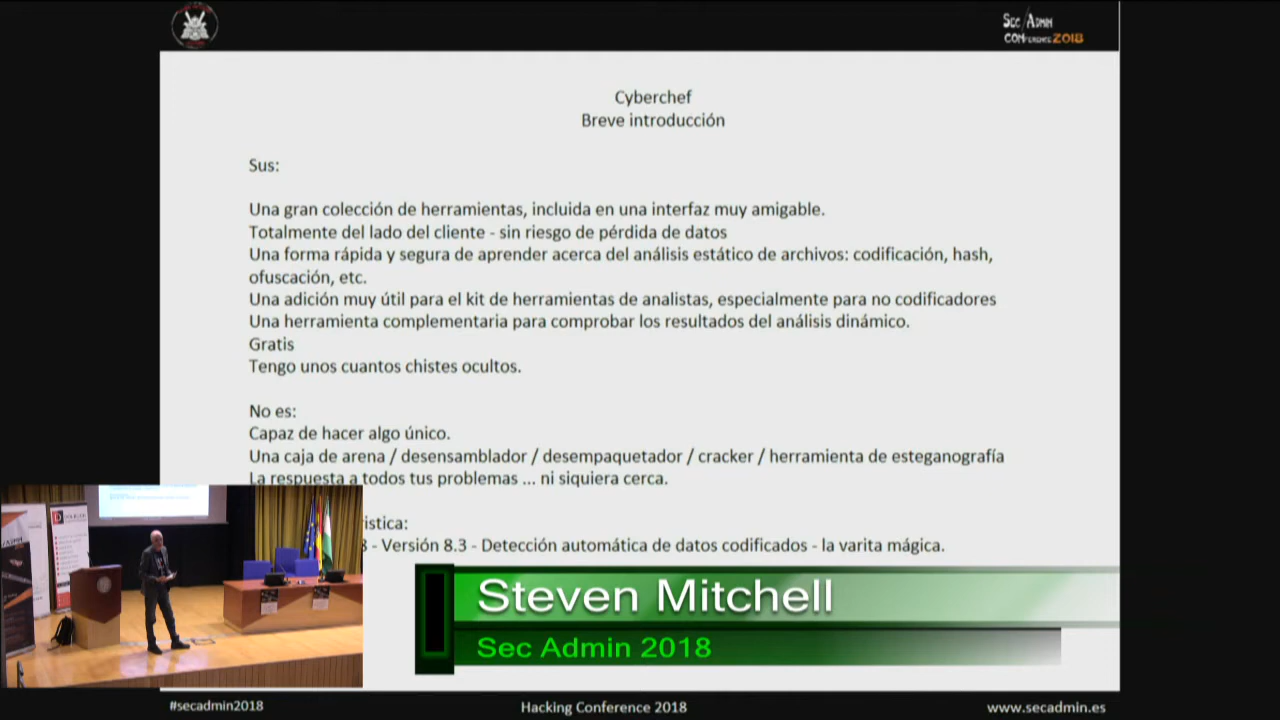 Sec/Admin
Conference 2018
Cyberchef
Breve introducción
Sus:
Una gran colección de herramientas, incluida en una interfaz muy amigable.
Totalmente del lado del cliente - sin riesgo de pérdida de datos
Una forma rápida y segura de aprender acerca del análisis estático de archivos: codificación, hash,
ofuscación, etc.
Una adición muy útil para el kit de herramientas de analistas, especialmente para no codificadores
Una herramienta complementaria para comprobar los resultados del análisis dinámico.
Gratis
Tengo unos cuantos chistes ocultos.
No es:
Capaz de hacer algo único.
Una caja de arena / desensamblador / desempaquetador / cracker / herramienta de esteganografía
La respuesta a todos tus problemas ... ni siquiera cerca.
ristica:
8 - Versión 8.3 - Detección automática de datos codificados - la varita mágica.
Steven Mitchell
Sec Admin 2018
#secadmin2018
Hacking Conference 2018
www.secadmin.es